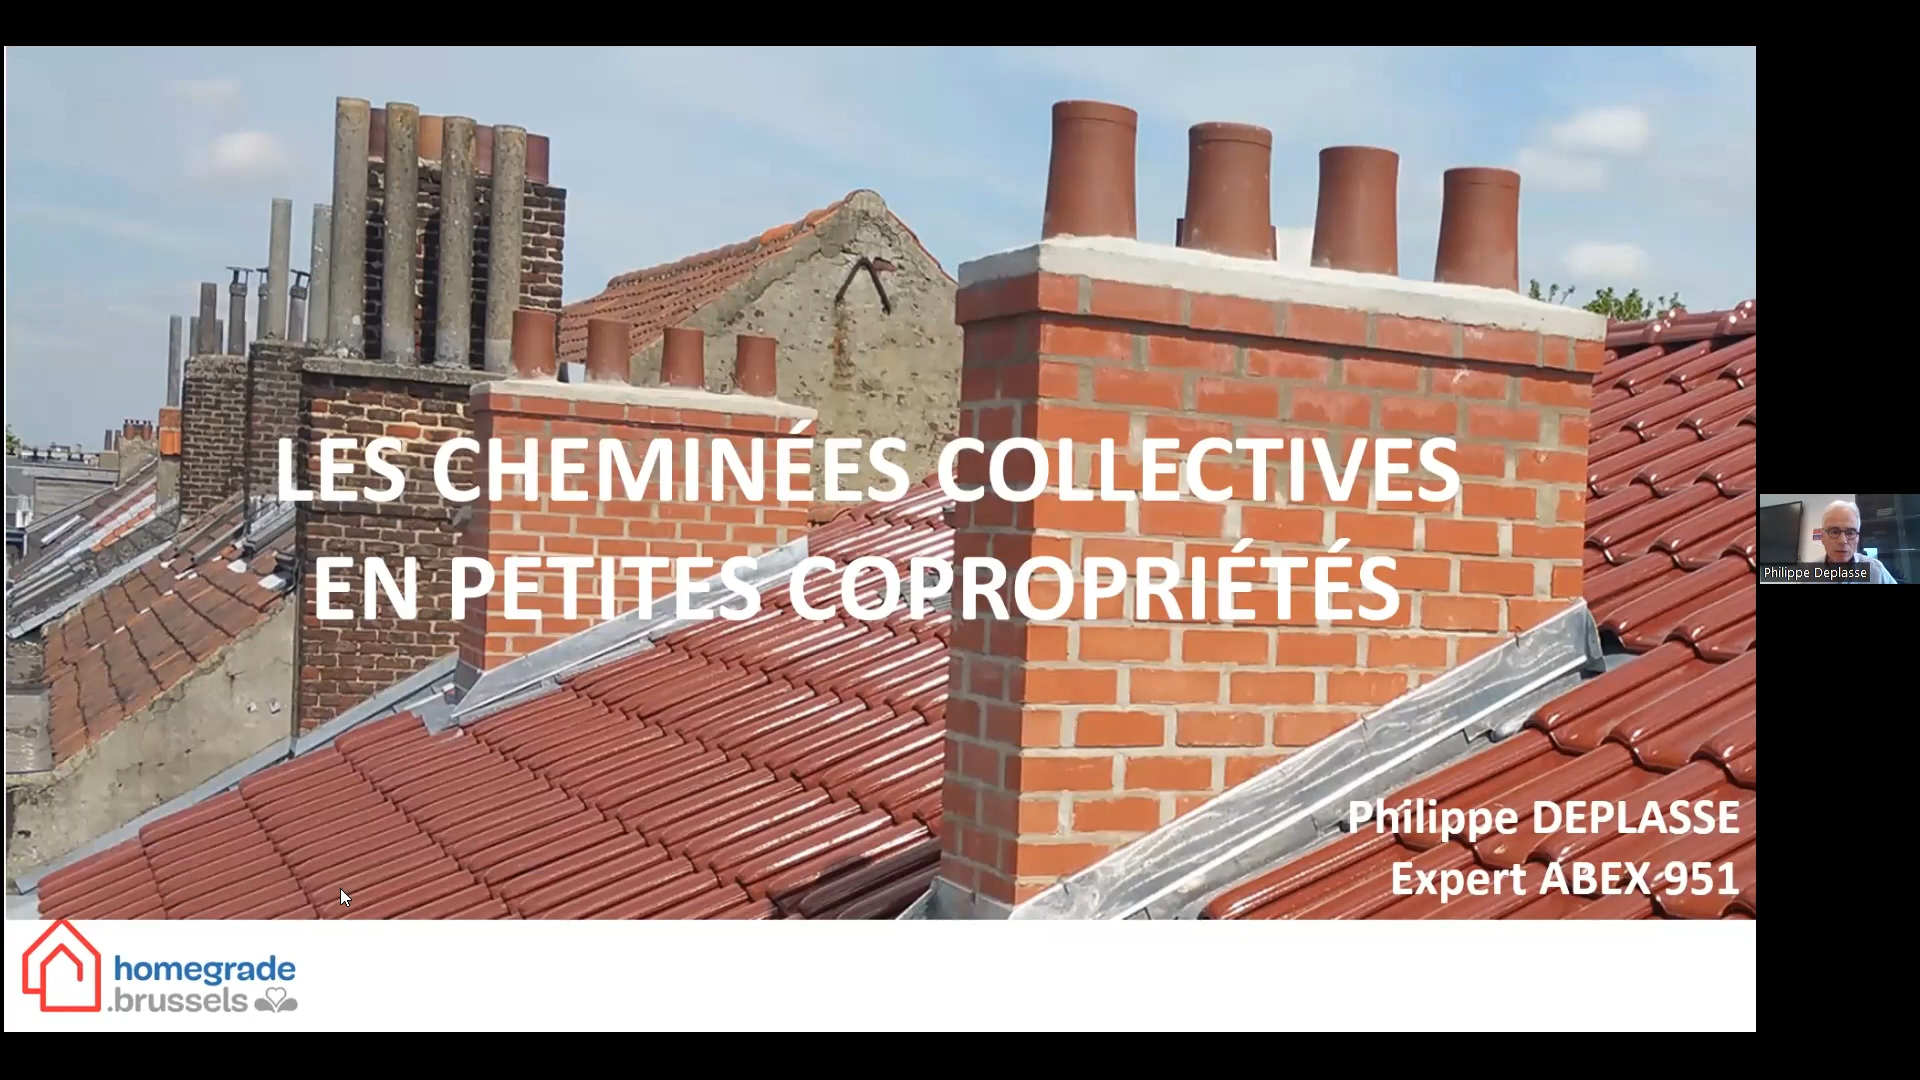 LES CHEMINÉES COLLECTIVES
EN PETITES COPROPRIÉTÉS
Philippe Deplasse
Philippe DEPLASSE
Expert ABEX 951
homegrade
.brussels